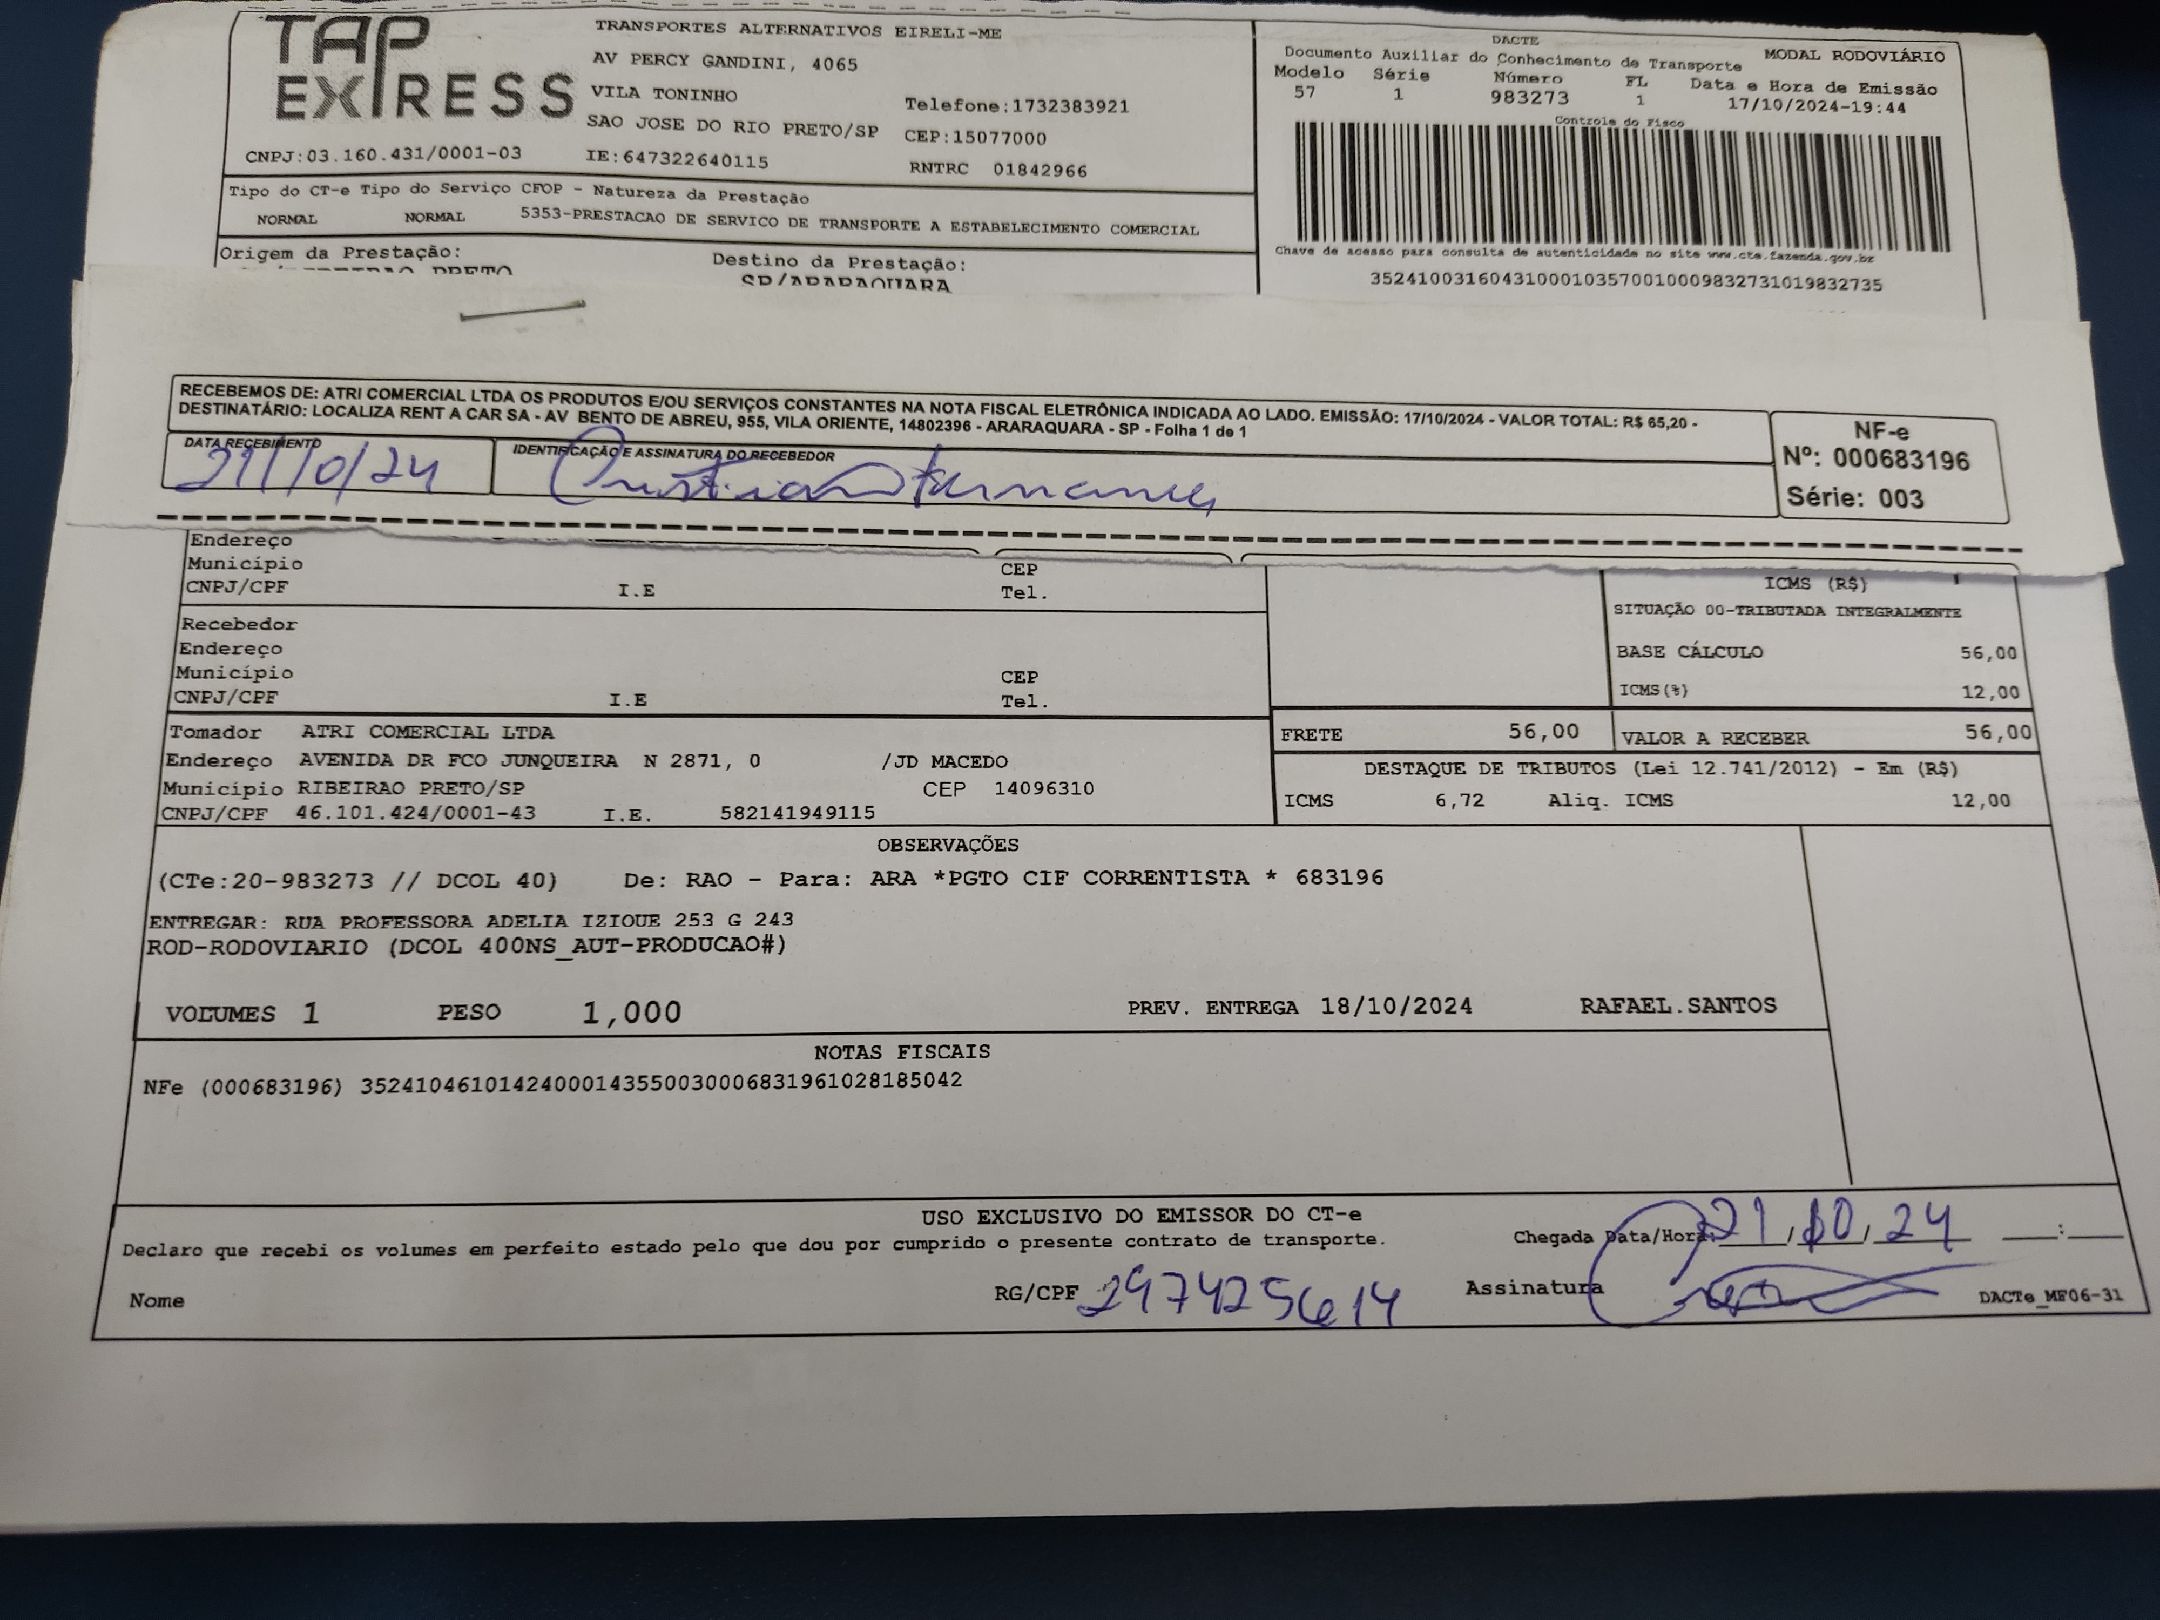 TAP EXPRESS
TRANSPORTES ALTERNATIVOS EIRELI-ME
AV PERCY GANDINI, 4065
VILA TONINHO
Telefone:1732383921
SAO JOSE DO RIO PRETO/SP CEP:15077000
CNPJ:03.160.431/0001-03 IE:647322640115 RNTRC 01842966
DACTE
Documento Auxiliar do Conhecimento de Transporte MODAL RODOVIÁRIO
Modelo Série Número FL Data e Hora de Emissão
57 1 983273 1 17/10/2024-19:44
Controle do Fisco
Chave de acesso para consulta de autenticidade no site www.cte.fazenda.gov.br
35241003160431000103570010009832731019832735
Tipo do CT-e Tipo do Serviço CFOP - Natureza da Prestação
NORMAL NORMAL 5353-PRESTACAO DE SERVICO DE TRANSPORTE A ESTABELECIMENTO COMERCIAL
Origem da Prestação: Destino da Prestação:
PRETO SP/ARARAQUARA
RECEBEMOS DE: ATRI COMERCIAL LTDA OS PRODUTOS E/OU SERVIÇOS CONSTANTES NA NOTA FISCAL ELETRÔNICA INDICADA AO LADO. EMISSÃO: 17/10/2024 - VALOR TOTAL: R$ 65,20 -
DESTINATÁRIO: LOCALIZA RENT A CAR SA - AV BENTO DE ABREU, 955, VILA ORIENTE, 14802396 - ARARAQUARA - SP - Folha 1 de 1
DATA RECEBIMENTO IDENTIFICAÇÃO E ASSINATURA DO RECEBEDOR
21/10/24
NF-e
Nº: 000683196
Série: 003
Endereço
Município CEP
CNPJ/CPF I.E Tel.
Recebedor
Endereço
Município CEP
CNPJ/CPF I.E Tel.
ICMS (R$)
SITUAÇÃO 00-TRIBUTADA INTEGRALMENTE
BASE CÁLCULO 56,00
ICMS(%) 12,00
Tomador ATRI COMERCIAL LTDA
Endereço AVENIDA DR FCO JUNQUEIRA N 2871, 0 /JD MACEDO
Município RIBEIRAO PRETO/SP CEP 14096310
CNPJ/CPF 46.101.424/0001-43 I.E. 582141949115
FRETE 56,00 VALOR A RECEBER 56,00
DESTAQUE DE TRIBUTOS (Lei 12.741/2012) - Em (R$)
ICMS 6,72 Aliq. ICMS 12,00
OBSERVAÇÕES
(CTe:20-983273 // DCOL 40) De: RAO - Para: ARA *PGTO CIF CORRENTISTA * 683196
ENTREGAR: RUA PROFESSORA ADELIA IZIQUE 253 G 243
ROD-RODOVIARIO (DCOL 400NS_AUT-PRODUCAO#)
VOLUMES 1 PESO 1,000 PREV. ENTREGA 18/10/2024 RAFAEL.SANTOS
NOTAS FISCAIS
NFe (000683196) 35241046101424000143550030006831961028185042
USO EXCLUSIVO DO EMISSOR DO CT-e
Declaro que recebi os volumes em perfeito estado pelo que dou por cumprido o presente contrato de transporte. Chegada Data/Hora: 21/10/24 __:__
Nome RG/CPF 297425614 Assinatura DACTe_MF06-31